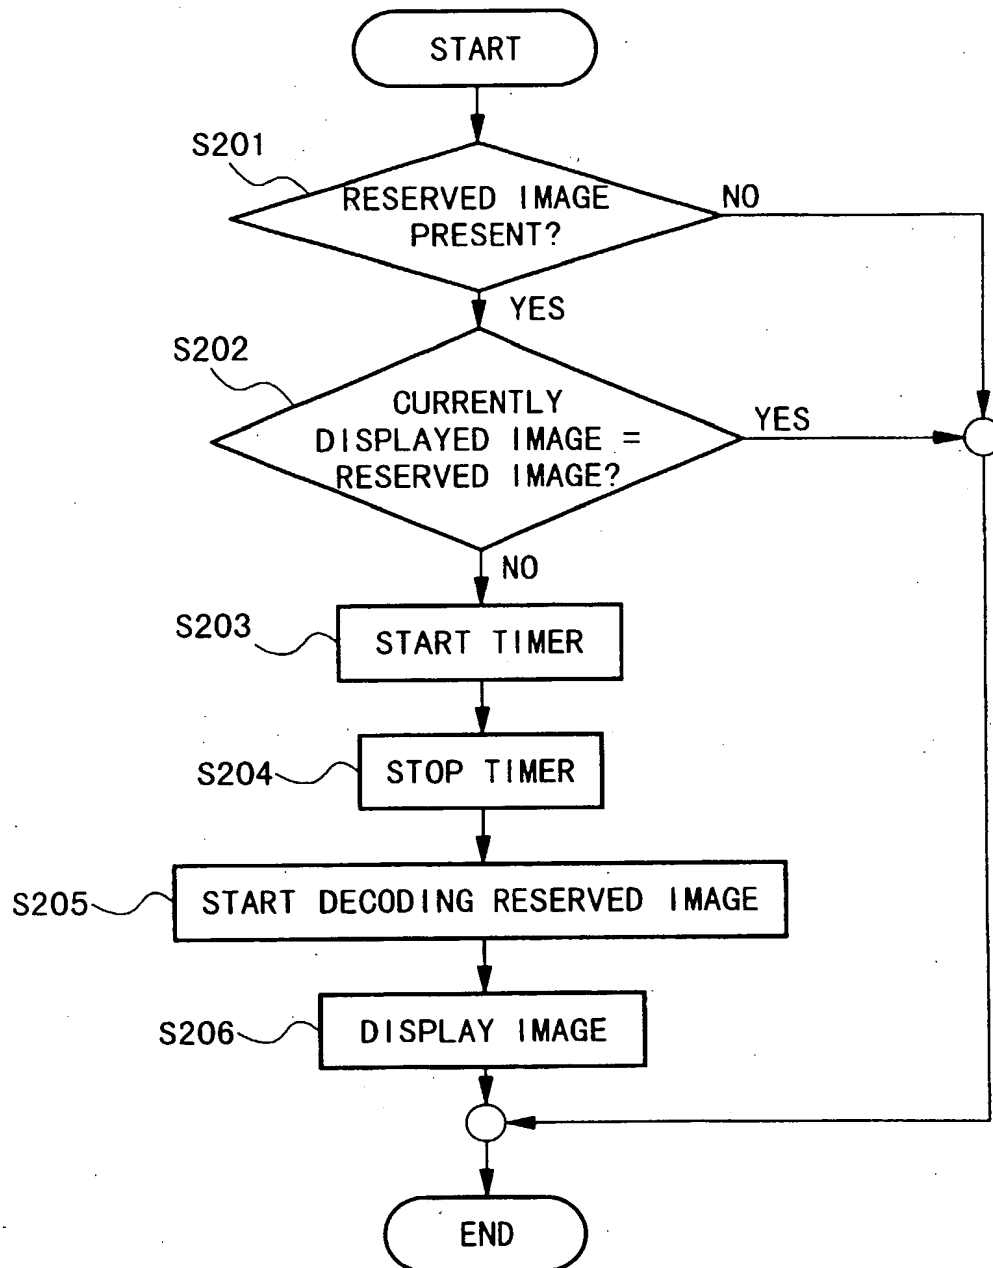 START
S201
RESERVED IMAGE
PRESENT?
NO
YES
S202
CURRENTLY
DISPLAYED IMAGE =
RESERVED IMAGE?
YES
NO
S203
START TIMER
S204
STOP TIMER
S205
START DECODING RESERVED IMAGE
S206
DISPLAY IMAGE
END